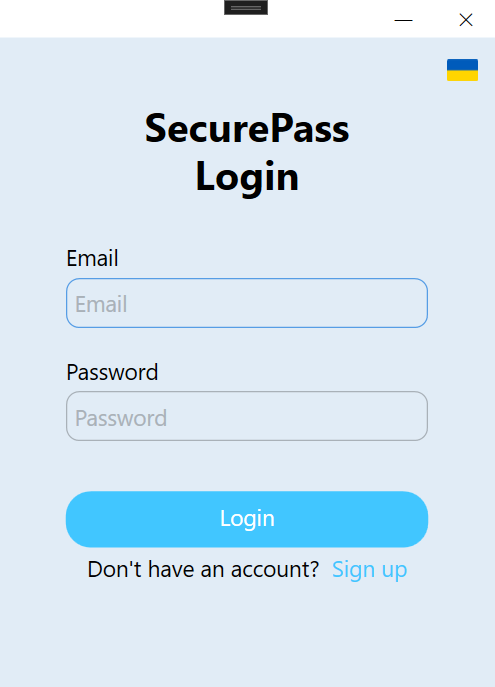 SecurePass
Login
Email
Email
Password
Password
Login
Don't have an account? Sign up